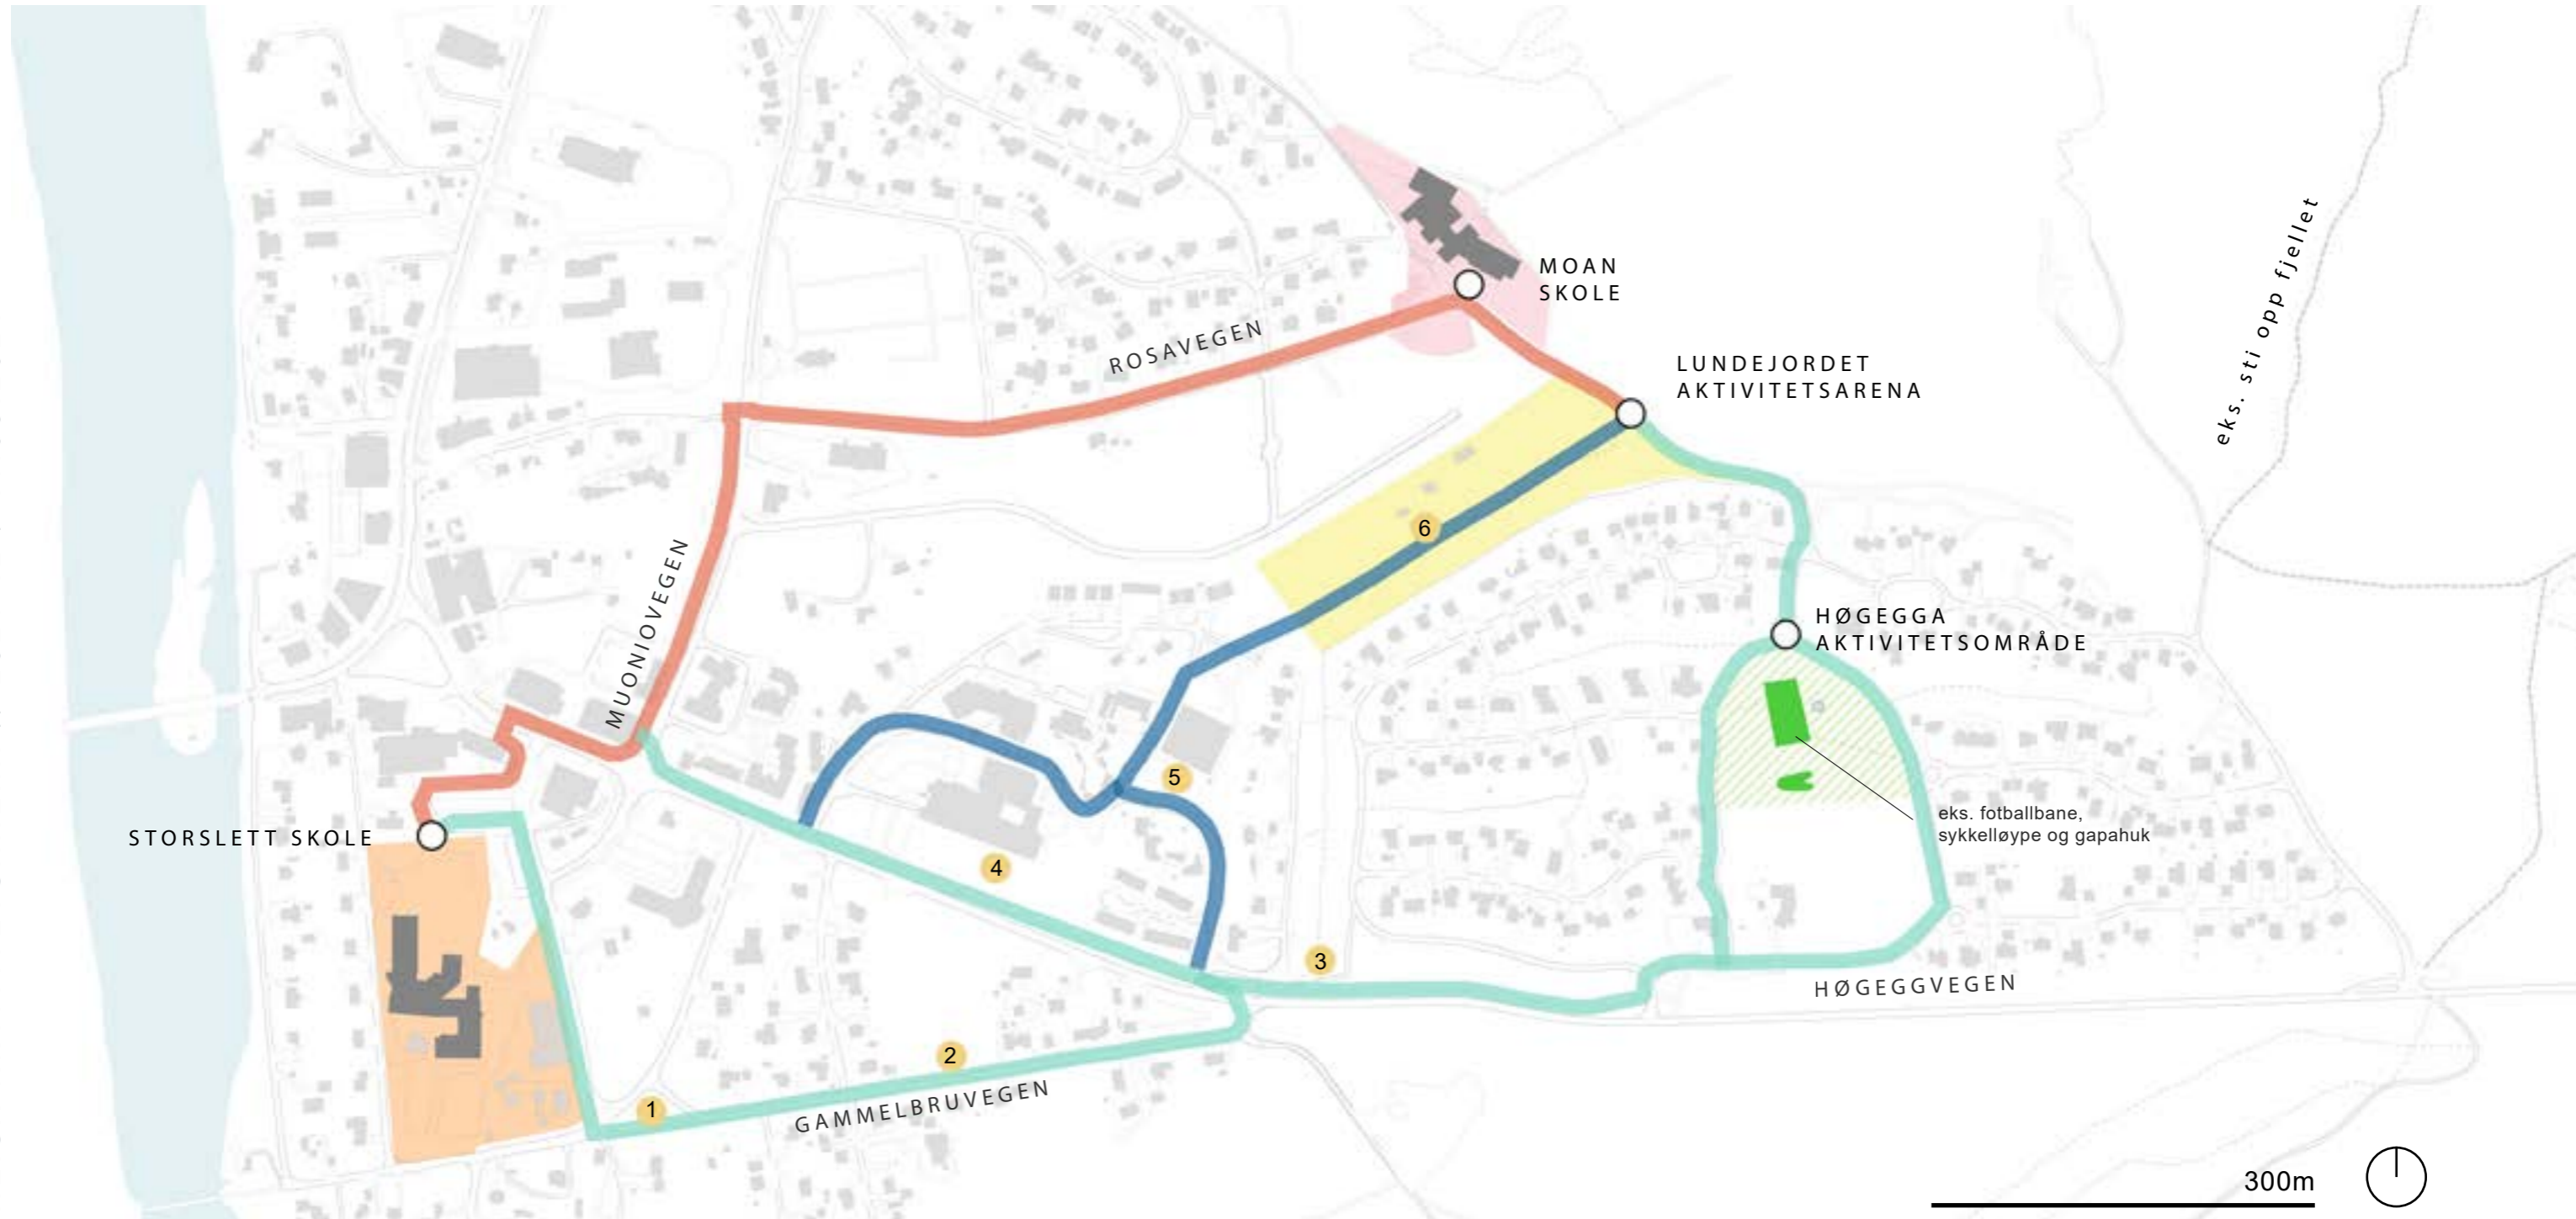 MOAN
SKOLE
ROSAVEGEN
LUNDEJORDET
AKTIVITETSARENA
eks. sti opp fjellet
6
MUONIOVEGEN
HØGEGGA
AKTIVITETSOMRÅDE
5
eks. fotballbane,
sykkelløype og gapahuk
STORSLETT SKOLE
4
3
HØGEGGVEGEN
2
1
GAMMELBRUVEGEN
300m